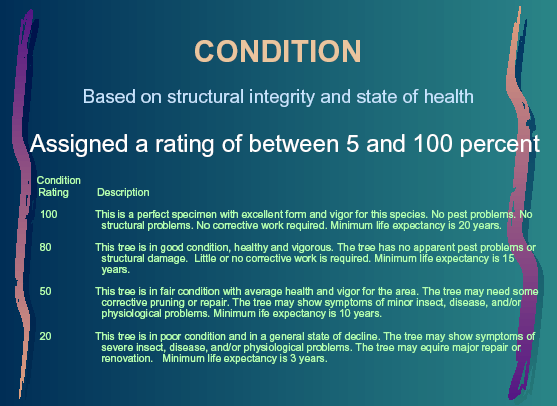 CONDITION
Based on structural integrity and state of health
Assigned a rating of between 5 and 100 percent
Condition
Rating Description
100 This is a perfect specimen with excellent form and vigor for this species. No pest problems. No
structural problems. No corrective work required. Minimum life expectancy is 20 years.
80 This tree is in good condition, healthy and vigorous. The tree has no apparent pest problems or
structural damage. Little or no corrective work is required. Minimum life expectancy is 15
years.
50 This tree is in fair condition with average health and vigor for the area. The tree may need some
corrective pruning or repair. The tree may show symptoms of minor insect, disease, and/or
physiological problems. Minimum ife expectancy is 10 years.
20 This tree is in poor condition and in a general state of decline. The tree may show symptoms of
severe insect, disease, and/or physiological problems. The tree may equire major repair or
renovation. Minimum life expectancy is 3 years.